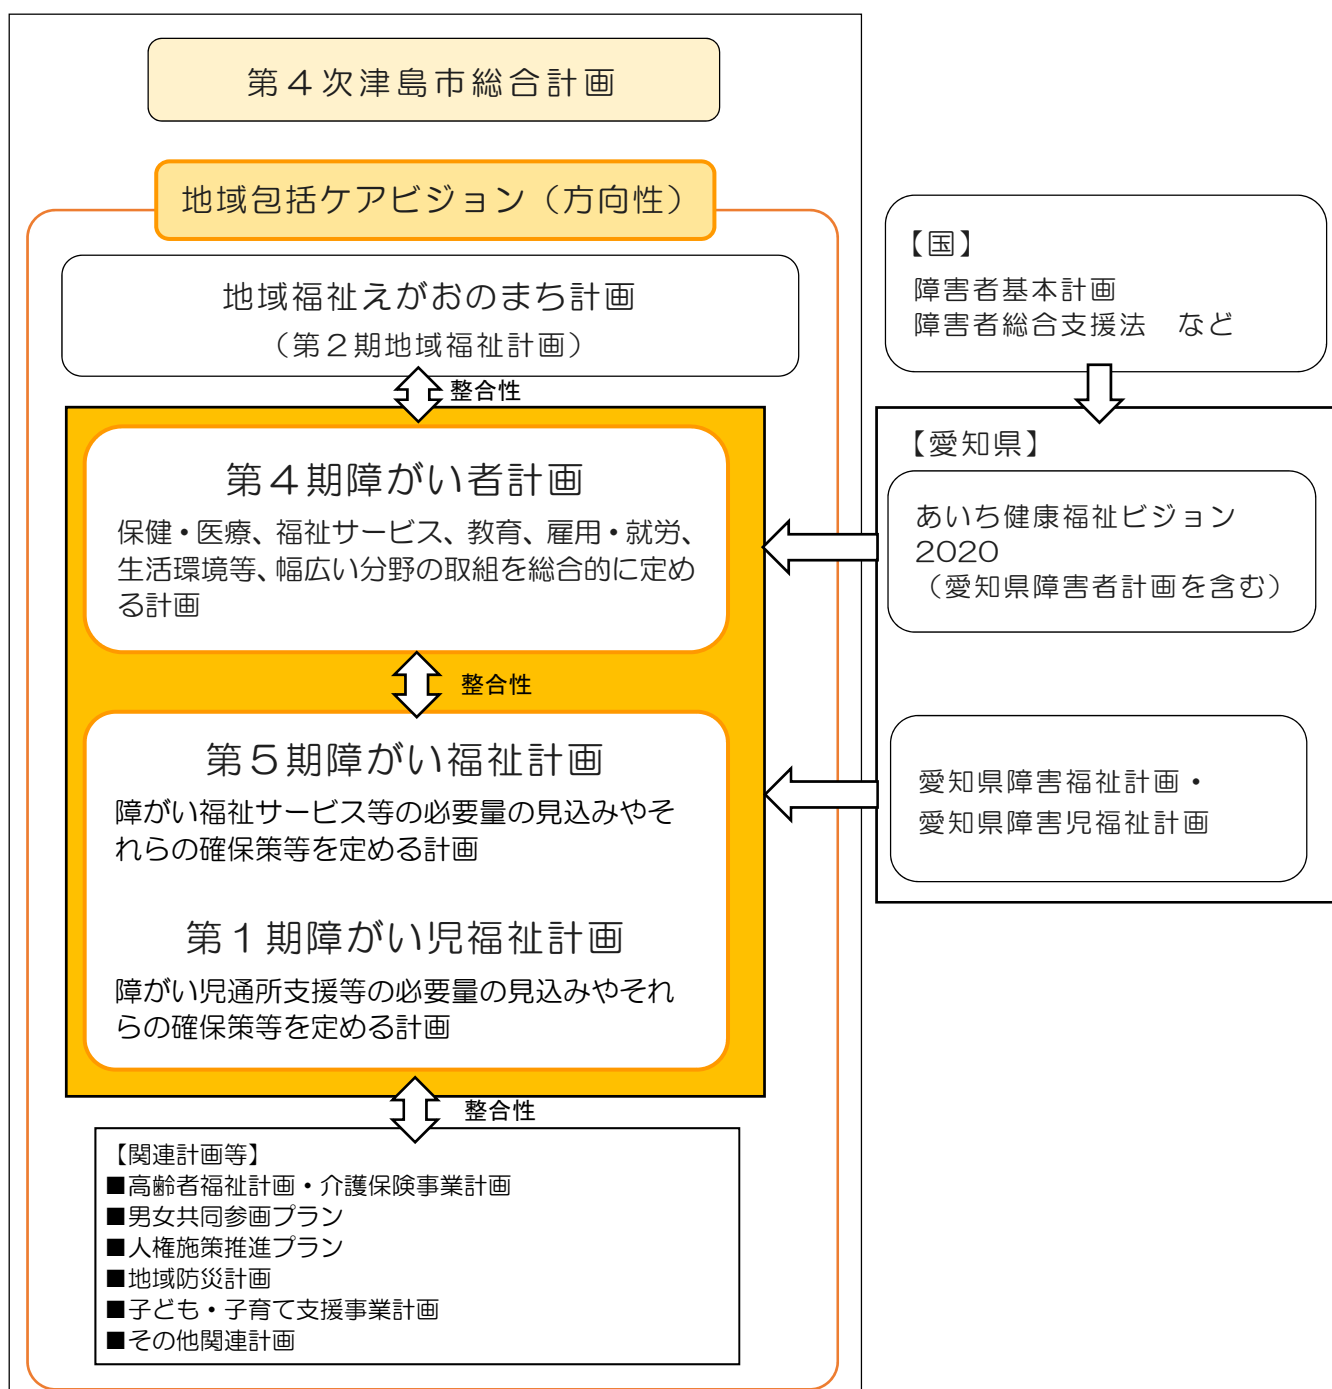 第４次津島市総合計画
地域包括ケアビジョン（方向性）
地域福祉えがおのまち計画
（第２期地域福祉計画）
整合性
第４期障がい者計画
保健・医療、福祉サービス、教育、雇用・就労、
生活環境等、幅広い分野の取組を総合的に定め
る計画
整合性
第５期障がい福祉計画
障がい福祉サービス等の必要量の見込みやそ
れらの確保策等を定める計画
第１期障がい児福祉計画
障がい児通所支援等の必要量の見込みやそれ
らの確保策等を定める計画
整合性
【関連計画等】
■高齢者福祉計画・介護保険事業計画
■男女共同参画プラン
■人権施策推進プラン
■地域防災計画
■子ども・子育て支援事業計画
■その他関連計画
【国】
障害者基本計画
障害者総合支援法　など
【愛知県】
あいち健康福祉ビジョン
2020
（愛知県障害者計画を含む）
愛知県障害福祉計画・
愛知県障害児福祉計画